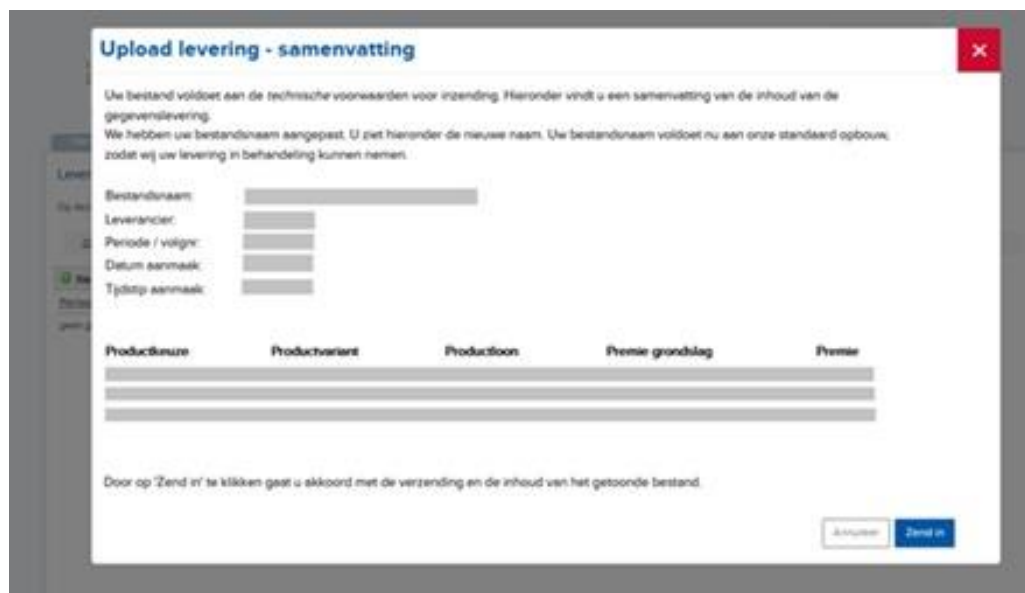 Upload levering - samenvatting
Uw bestand voldoet aan de technische voorwaarden voor inzending. Hieronder vindt u een samenvatting van de inhoud van de
gegevenslevering.
We hebben uw bestandsnaam aangepast. U ziet hieronder de nieuwe naam. Uw bestandsnaam voldoet nu aan onze standaard opbouw,
zodat wij uw levering in behandeling kunnen nemen.
Bestandsnaam:
Leverancier:
Periode / volgnr:
Datum aanmaak:
Tijdstip aanmaak:
Productkeuze Productvariant Productloon Premie grondslag Premie
Door op 'Zend in' te klikken gaat u akkoord met de verzending en de inhoud van het getoonde bestand.
Annuleer Zend in